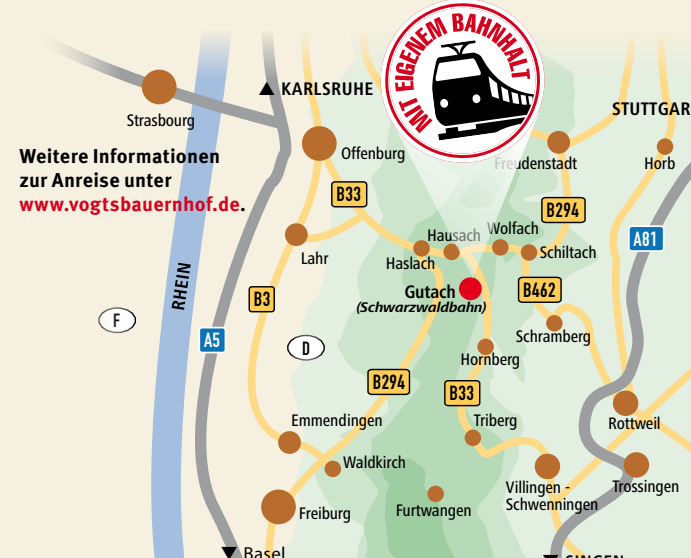 MIT EIGENEM BAHNHALT
KARLSRUHE
STUTTGAR
Strasbourg
Offenburg
Freudenstadt
Horb
Weitere Informationen
zur Anreise unter
www.vogtsbauernhof.de.
B33
B294
A81
Lahr
Haslach
Hausach
Wolfach
Schiltach
RHEIN
B3
Gutach
(Schwarzwaldbahn)
B462
F
A5
D
Schramberg
Hornberg
B294
B33
Emmendingen
Triberg
Rottweil
Waldkirch
Villingen -
Schwenningen
Trossingen
Freiburg
Furtwangen
Basel
SINGEN